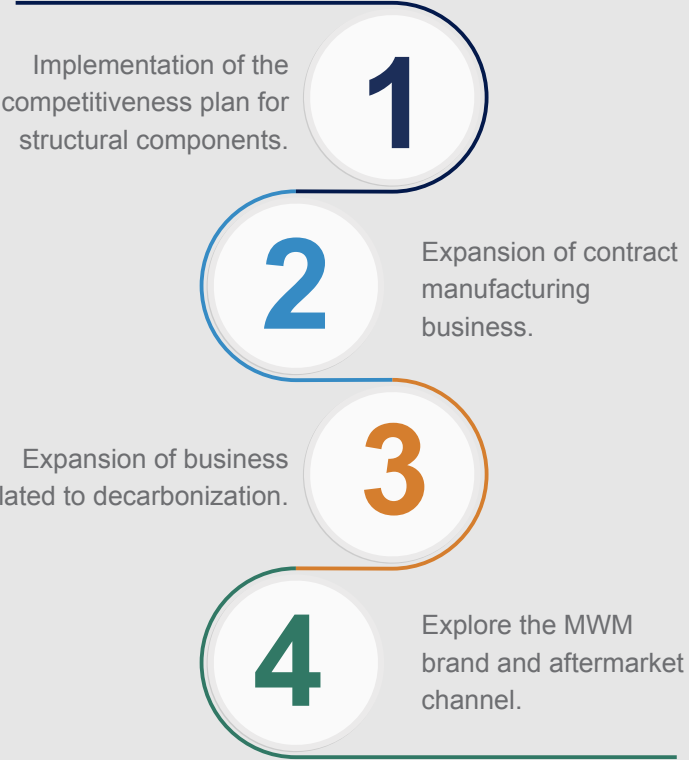 1
Implementation of the
competitiveness plan for
structural components.
2
Expansion of contract
manufacturing
business.
3
Expansion of business
lated to decarbonization.
4
Explore the MWM
brand and aftermarket
channel.